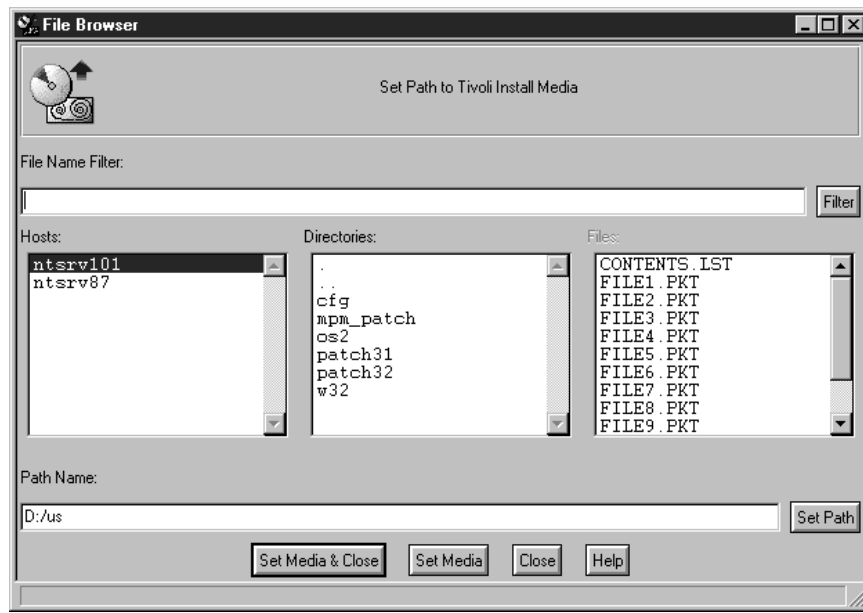 File Browser
Set Path to Tivoli Install Media
File Name Filter:
Filter
Hosts:
ntsrv101
ntsrv87
Directories:
.
..
cfg
mpm_patch
os2
patch31
patch32
w32
Files:
CONTENTS.LST
FILE1.PKT
FILE2.PKT
FILE3.PKT
FILE4.PKT
FILE5.PKT
FILE6.PKT
FILE7.PKT
FILE8.PKT
FILE9.PKT
Path Name:
D:/us
Set Path
Set Media & Close
Set Media
Close
Help